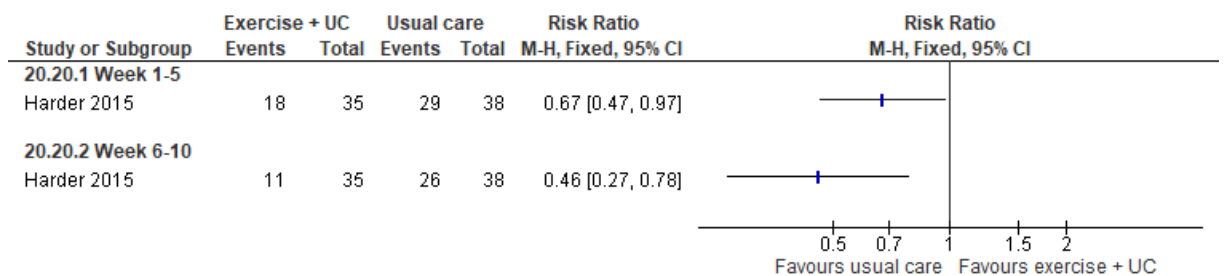 Exercise + UC Usual care Risk Ratio Risk Ratio
Study or Subgroup Events Total Events Total M-H, Fixed, 95% CI M-H, Fixed, 95% CI
20.20.1 Week 1-5
Harder 2015 18 35 29 38 0.67 [0.47, 0.97]
20.20.2 Week 6-10
Harder 2015 11 35 26 38 0.46 [0.27, 0.78]
0.5 0.7 1 1.5 2
Favours usual care Favours exercise + UC